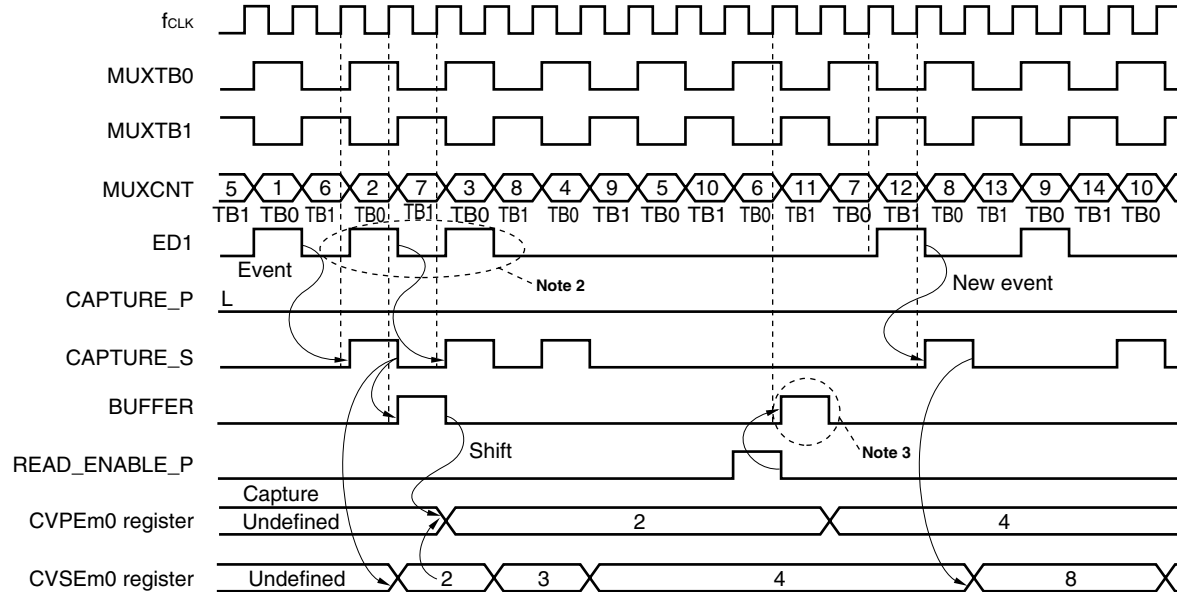 fCLK
MUXTB0
MUXTB1
MUXCNT 5 1 6 2 7 3 8 4 9 5 10 6 11 7 12 8 13 9 14 10
TB1 TB0 TB1 TB0 TB1 TB0 TB1 TB0 TB1 TB0 TB1 TB0 TB1 TB0 TB1 TB0 TB1 TB0 TB1 TB0
ED1
Event
Note 2
New event
CAPTURE_P L
CAPTURE_S
BUFFER
Shift
Note 3
READ_ENABLE_P
Capture
CVPEm0 register Undefined 2 4
CVSEm0 register Undefined 2 3 4 8